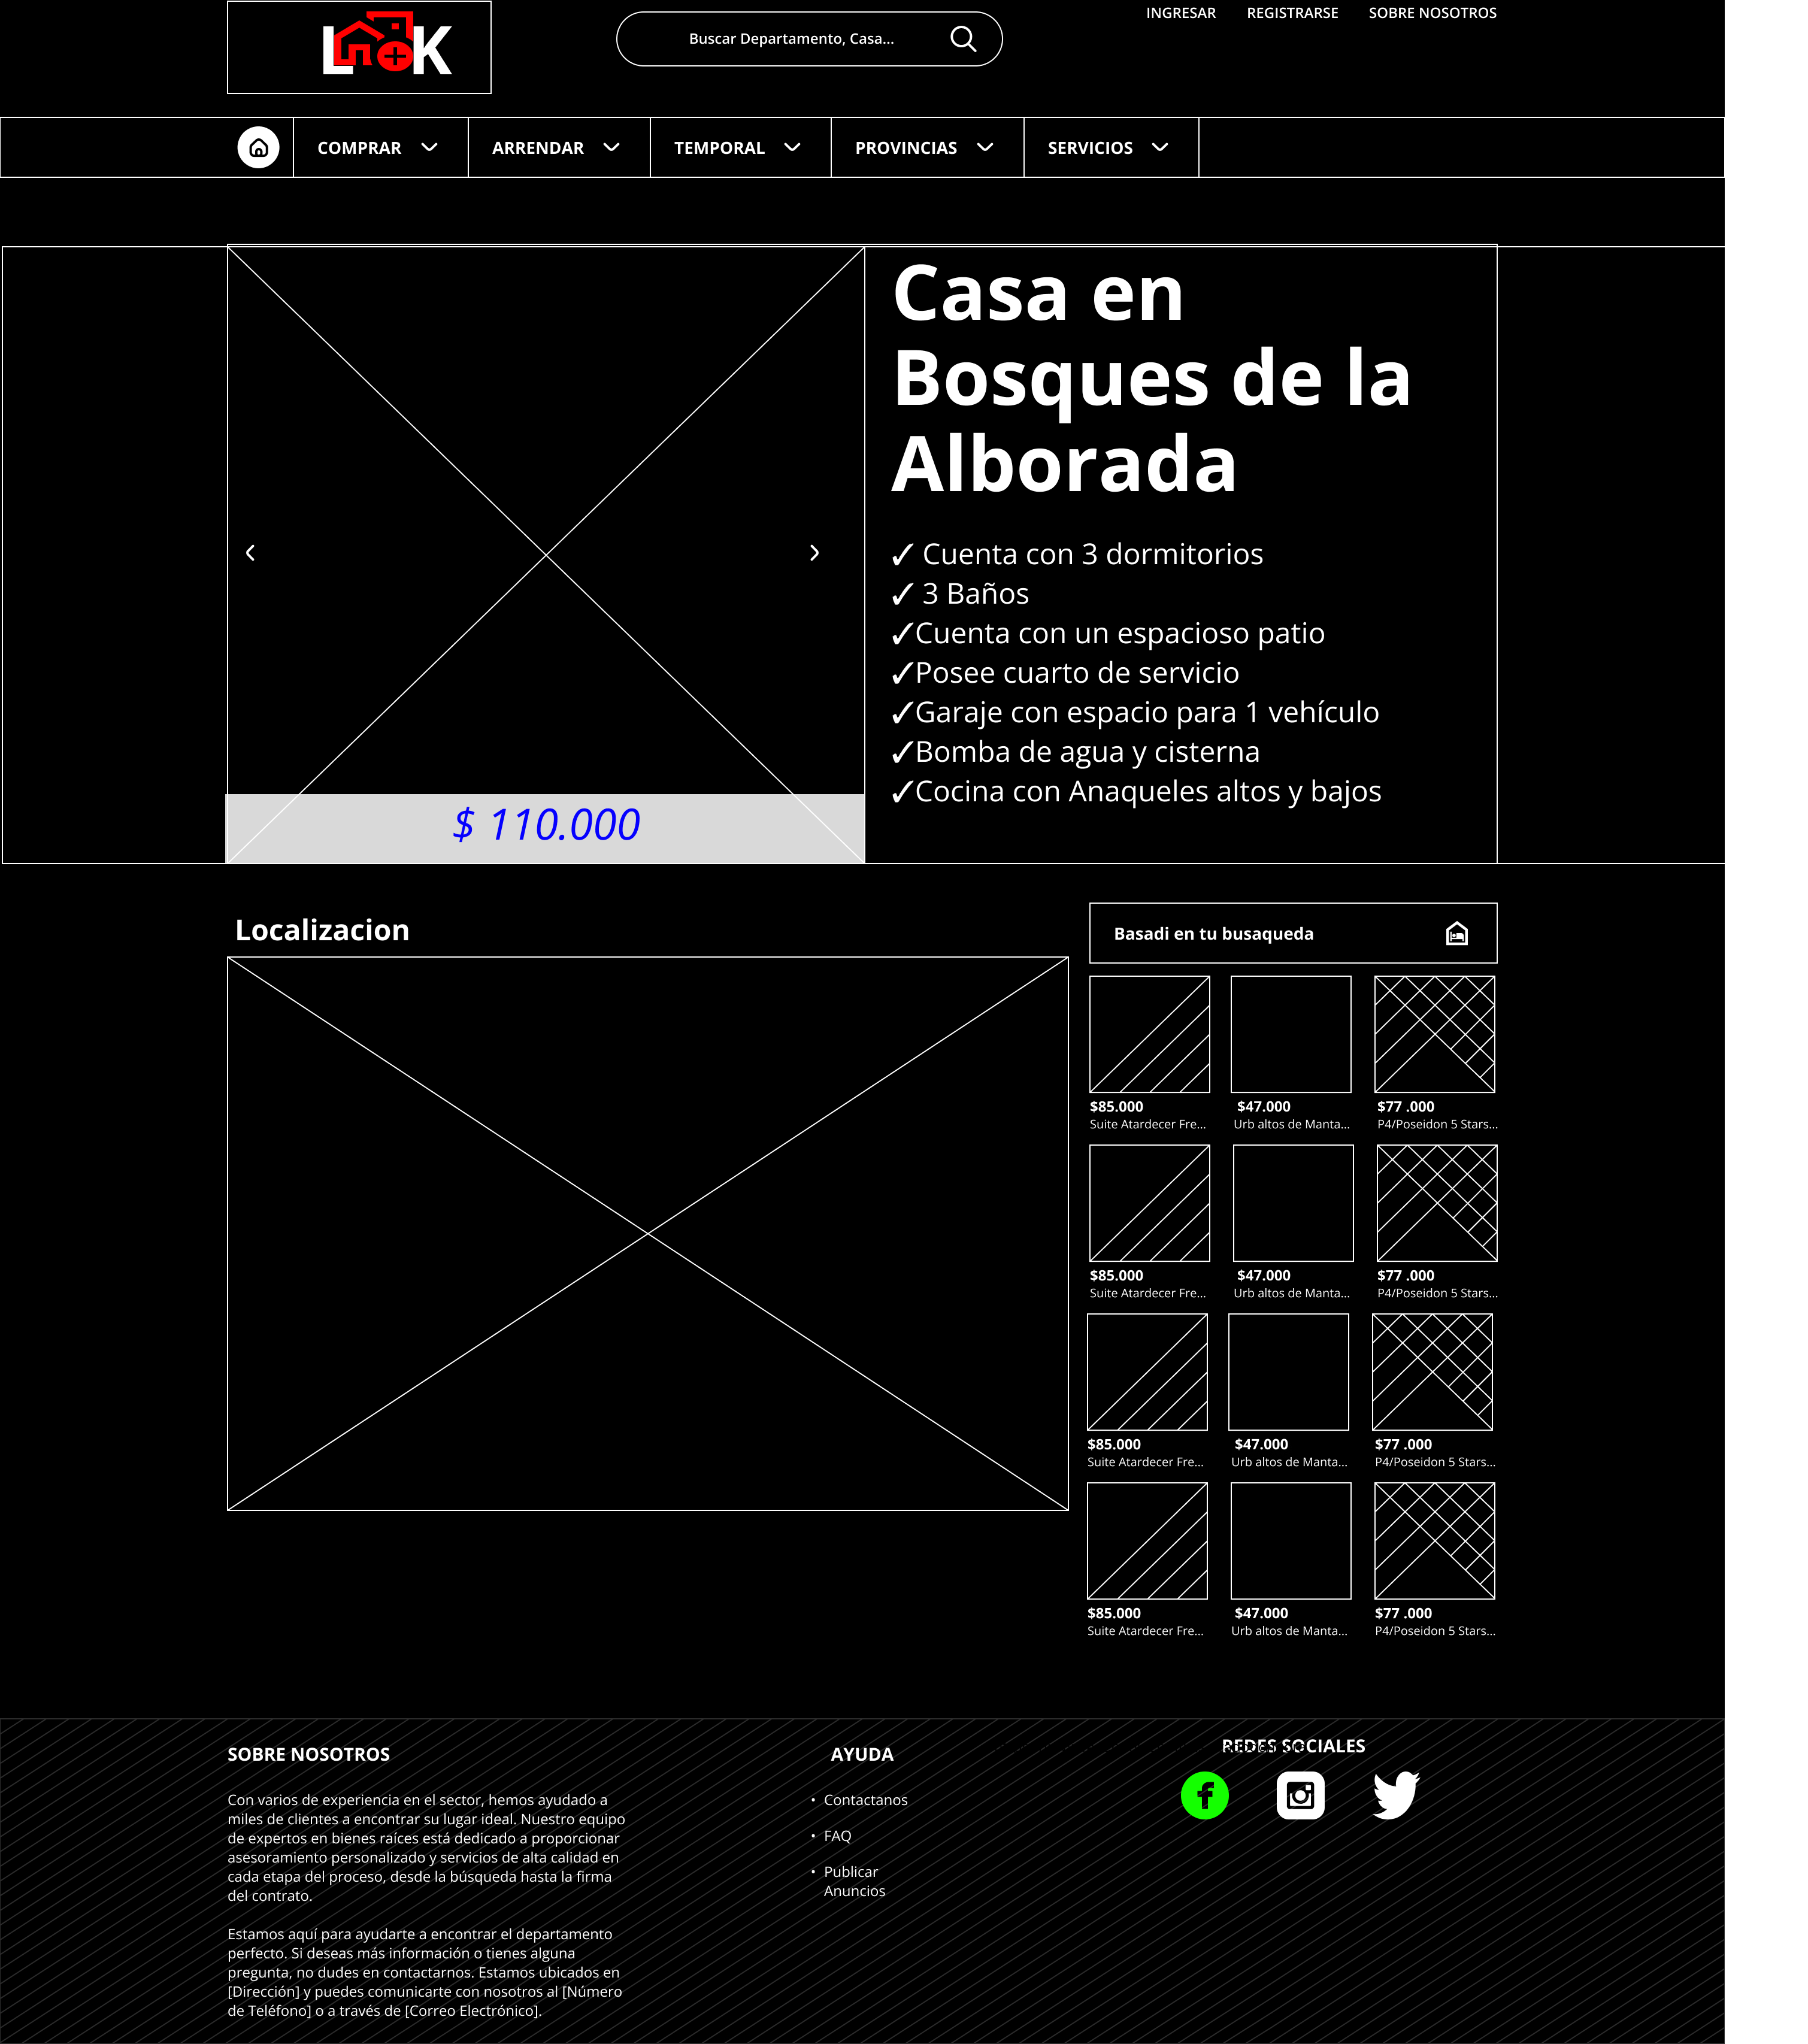 LOOK
Buscar Departamento, Casa...
INGRESAR REGISTRARSE SOBRE NOSOTROS
COMPRAR ARRENDAR TEMPORAL PROVINCIAS SERVICIOS
Casa en
Bosques de la
Alborada
✓ Cuenta con 3 dormitorios
✓ 3 Baños
✓Cuenta con un espacioso patio
✓Posee cuarto de servicio
✓Garaje con espacio para 1 vehículo
✓Bomba de agua y cisterna
✓Cocina con Anaqueles altos y bajos
$ 110.000
Localizacion
Basadi en tu busaqueda
$85.000 $47.000 $77 .000
Suite Atardecer Fre... Urb altos de Manta... P4/Poseidon 5 Stars...
$85.000 $47.000 $77 .000
Suite Atardecer Fre... Urb altos de Manta... P4/Poseidon 5 Stars...
$85.000 $47.000 $77 .000
Suite Atardecer Fre... Urb altos de Manta... P4/Poseidon 5 Stars...
$85.000 $47.000 $77 .000
Suite Atardecer Fre... Urb altos de Manta... P4/Poseidon 5 Stars...
SOBRE NOSOTROS
Con varios de experiencia en el sector, hemos ayudado a
miles de clientes a encontrar su lugar ideal. Nuestro equipo
de expertos en bienes raíces está dedicado a proporcionar
asesoramiento personalizado y servicios de alta calidad en
cada etapa del proceso, desde la búsqueda hasta la firma
del contrato.
Estamos aquí para ayudarte a encontrar el departamento
perfecto. Si deseas más información o tienes alguna
pregunta, no dudes en contactarnos. Estamos ubicados en
[Dirección] y puedes comunicarte con nosotros al [Número
de Teléfono] o a través de [Correo Electrónico].
AYUDA
• Contactanos
• FAQ
• Publicar
Anuncios
REDES SOCIALES